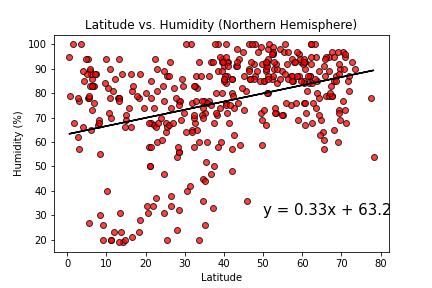 Latitude vs. Humidity (Northern Hemisphere)
100
90
80
70
60
50
40
30
20
Humidity (%)
y = 0.33x + 63.2
0 10 20 30 40 50 60 70 80
Latitude